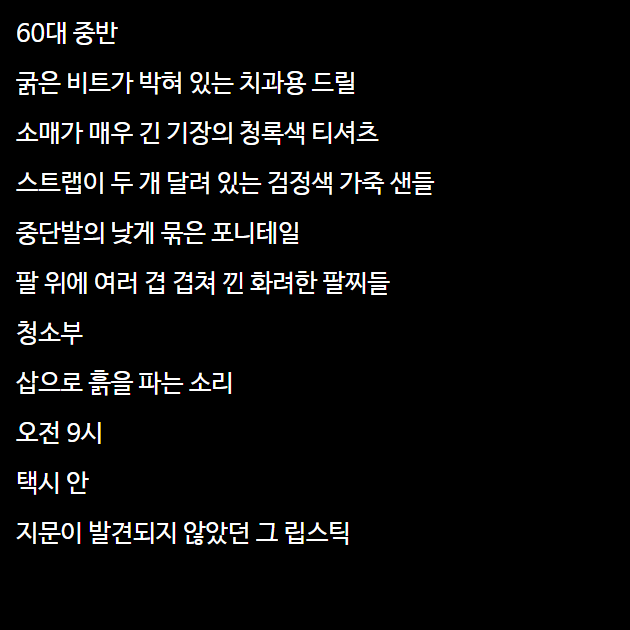 60대 중반
굵은 비트가 박혀 있는 치과용 드릴
소매가 매우 긴 기장의 청록색 티셔츠
스트랩이 두 개 달려 있는 검정색 가죽 샌들
중단발의 낮게 묶은 포니테일
팔 위에 여러 겹 겹쳐 낀 화려한 팔찌들
청소부
삽으로 흙을 파는 소리
오전 9시
택시 안
지문이 발견되지 않았던 그 립스틱